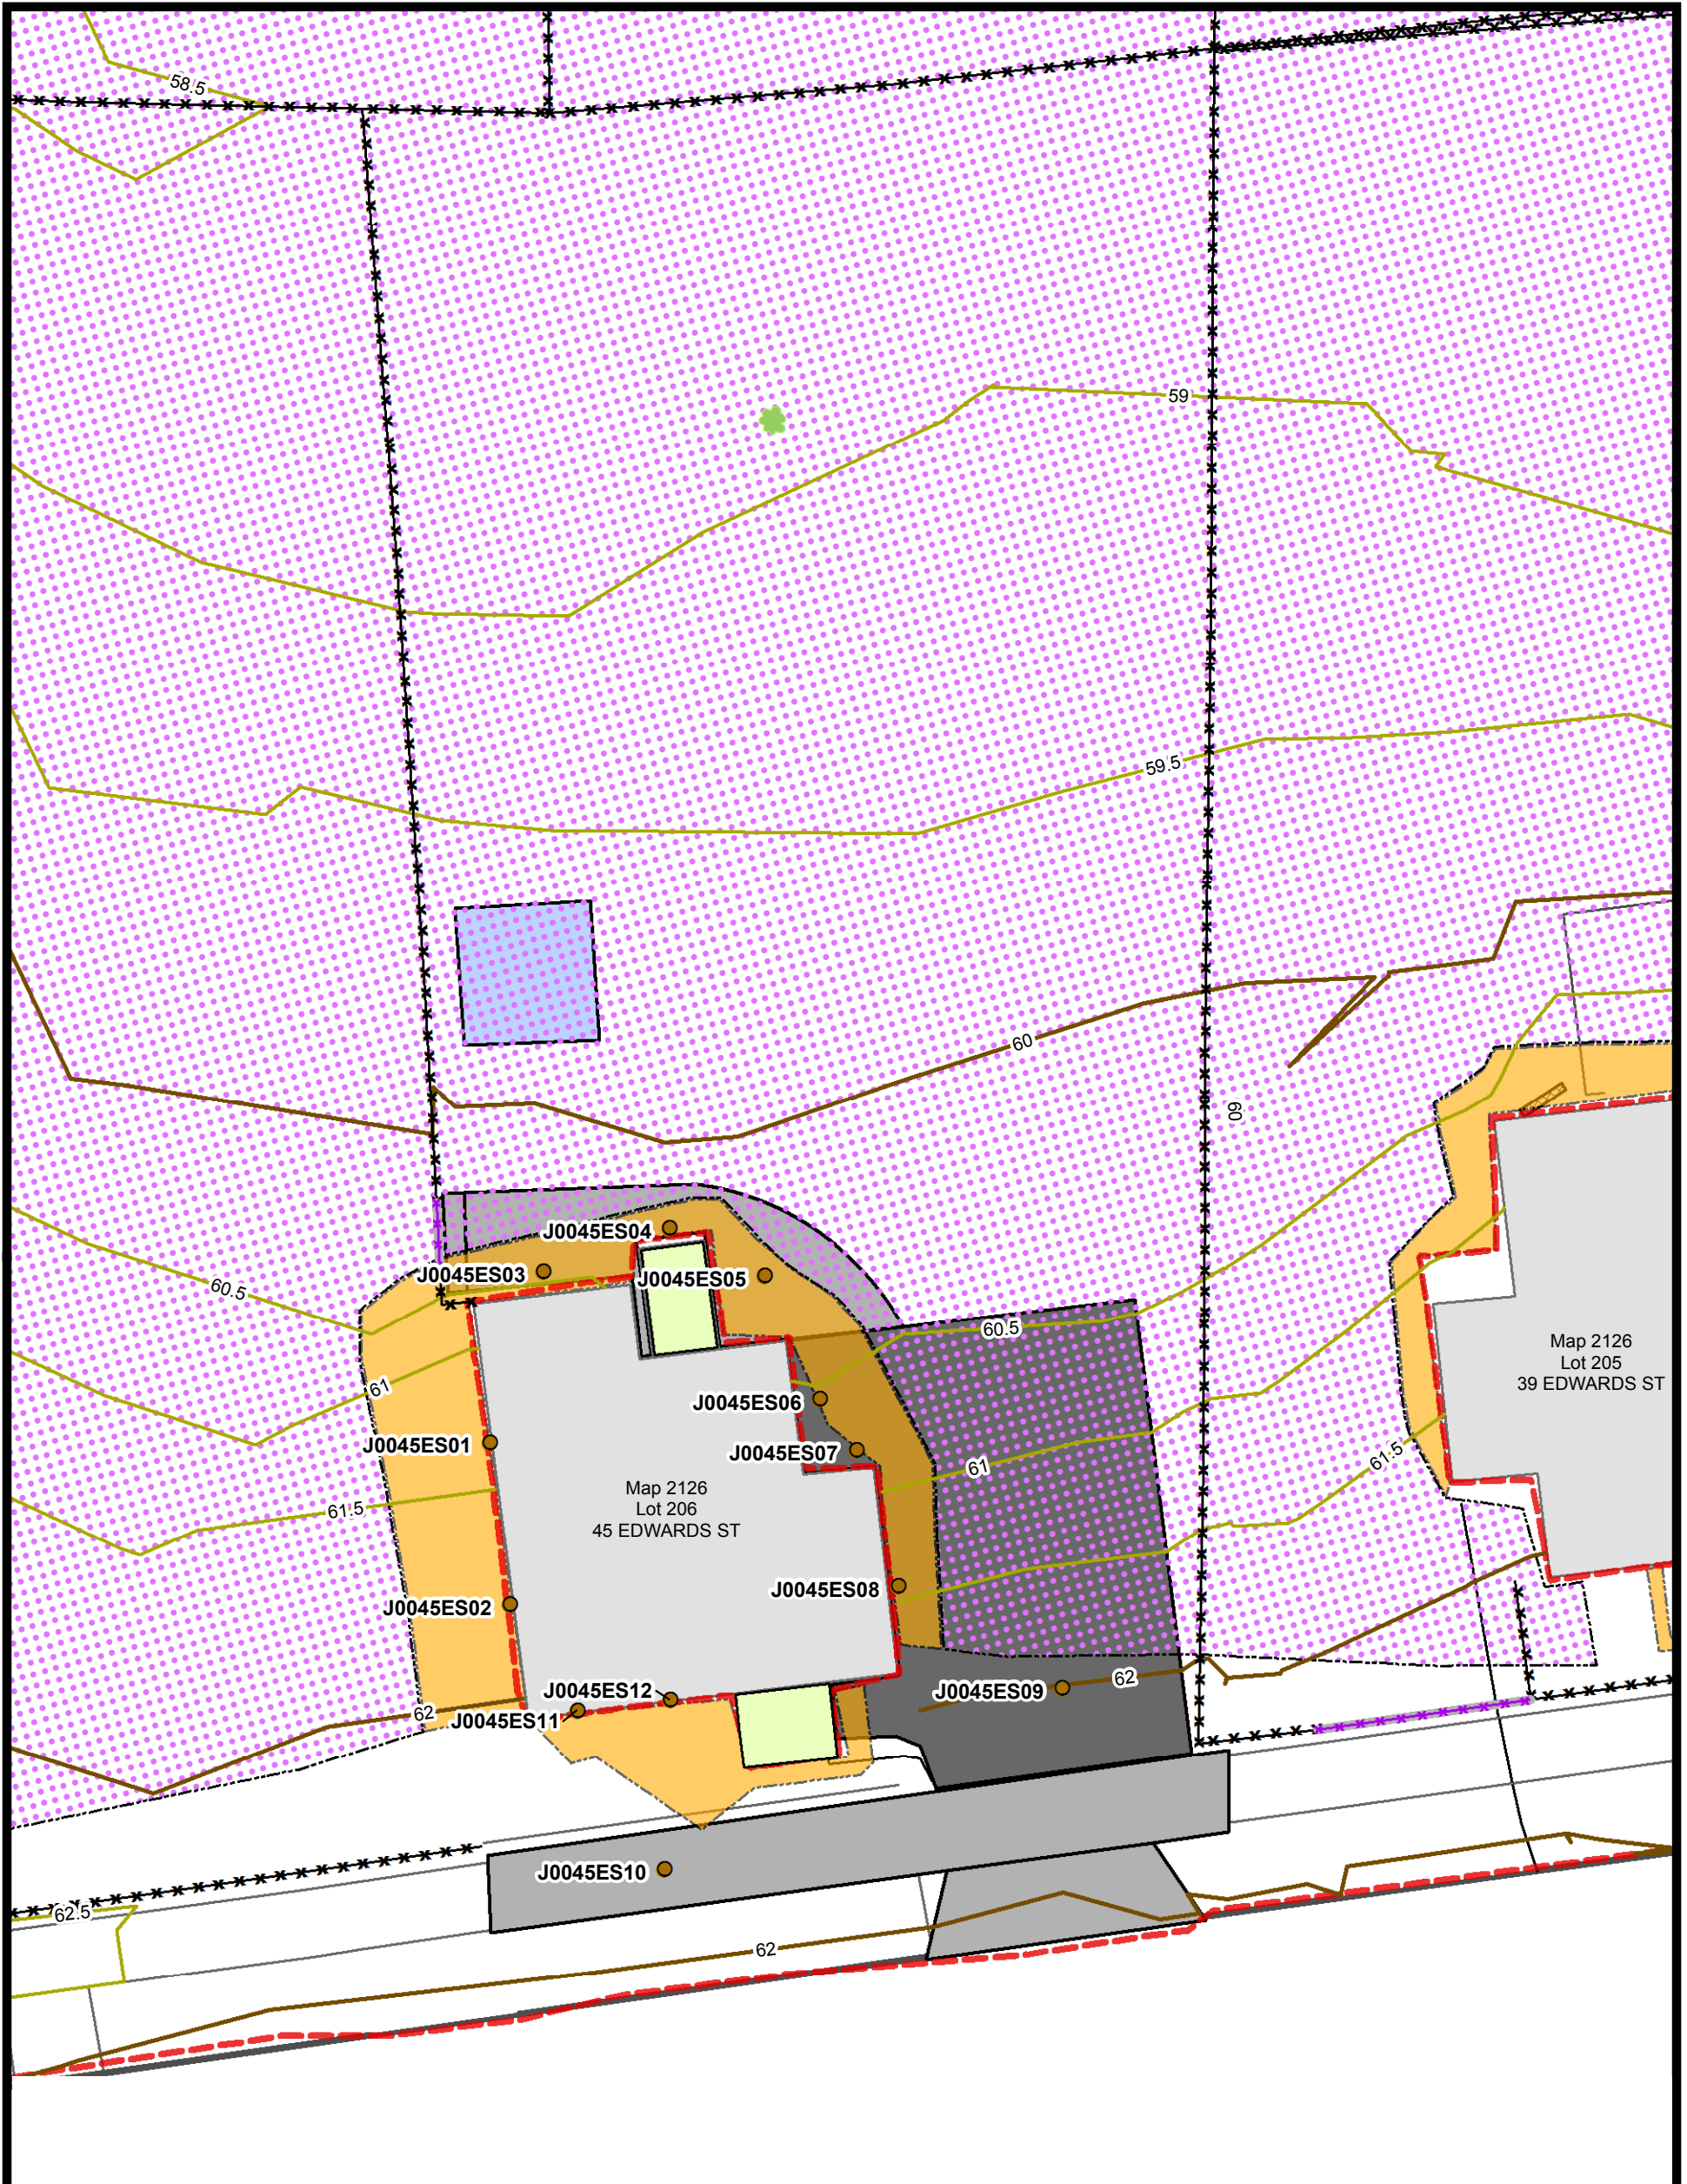 58.5
59
59.5
60
60
J0045ES04
J0045ES03
J0045ES05
60.5
60.5
Map 2126
Lot 205
39 EDWARDS ST
61
J0045ES06
J0045ES01
J0045ES07
61
61.5
Map 2126
Lot 206
45 EDWARDS ST
61.5
J0045ES08
J0045ES02
62
J0045ES12
J0045ES09
62
J0045ES11
J0045ES10
62.5
62